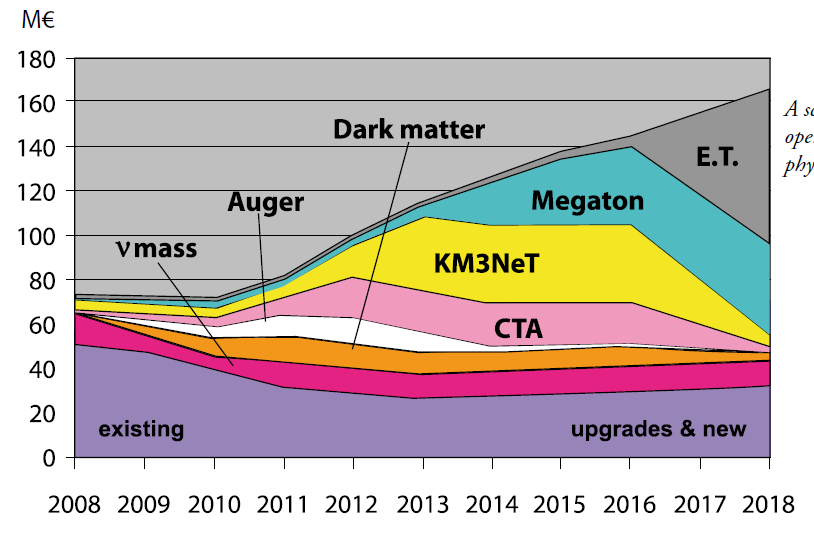 M€
180
160
140
120
100
80
60
40
20
0
Dark matter
Auger
ν mass
E.T.
Megaton
KM3NeT
CTA
existing
upgrades & new
2008 2009 2010 2011 2012 2013 2014 2015 2016 2017 2018
A